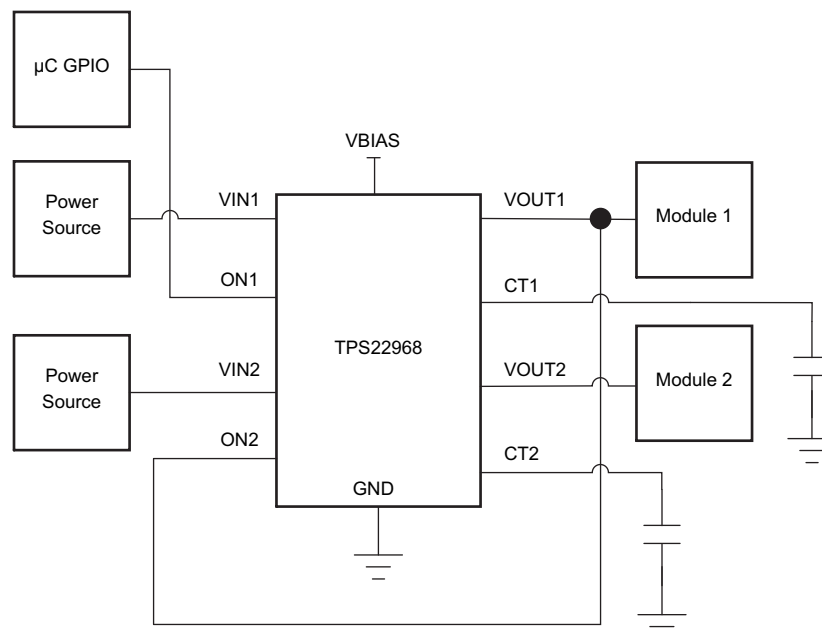 µC GPIO
VBIAS
Power
Source
VIN1
VOUT1
Module 1
ON1
CT1
TPS22968
Power
Source
VIN2
VOUT2
Module 2
ON2
CT2
GND